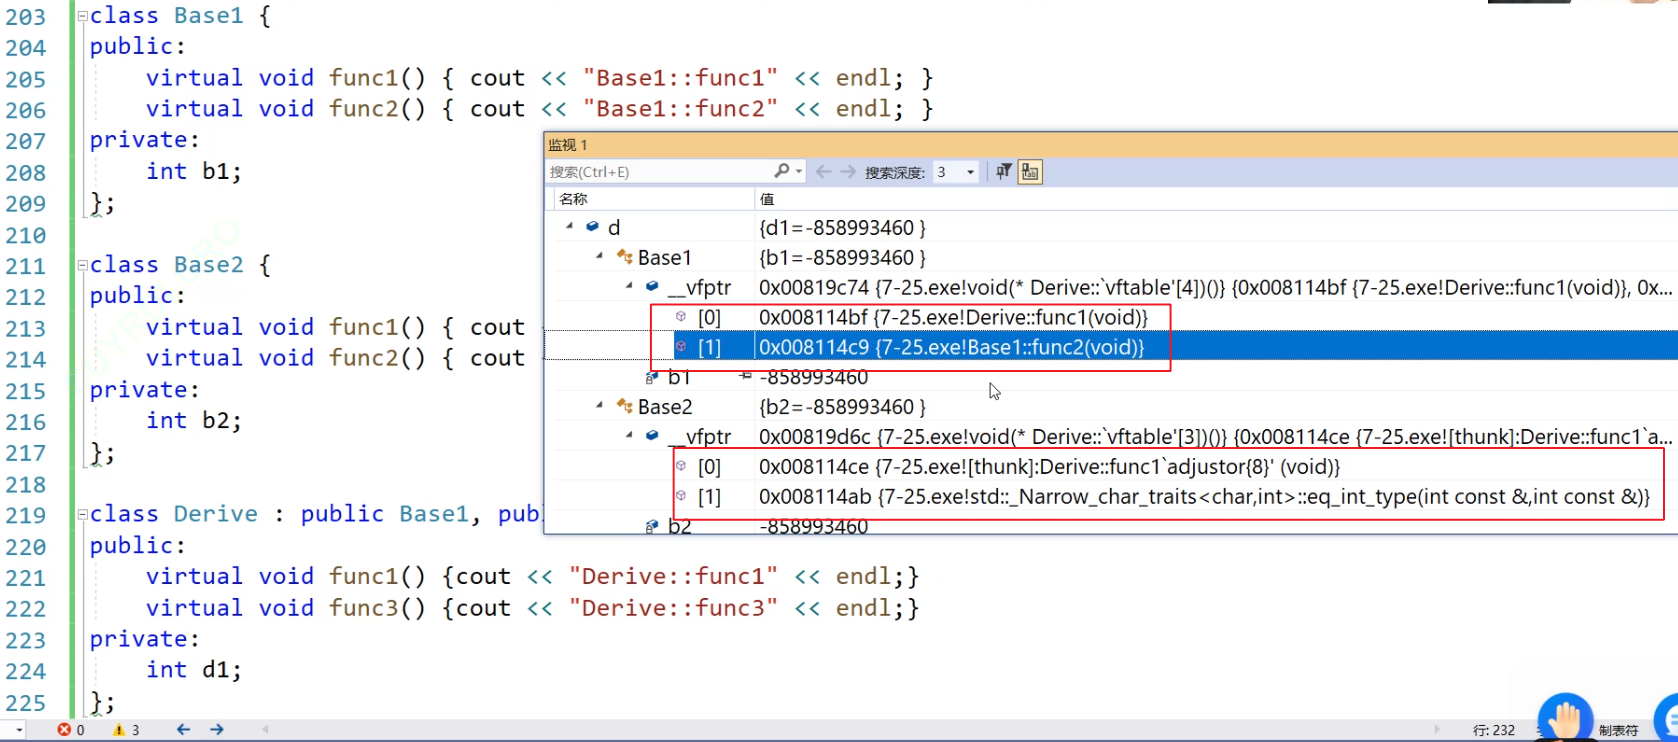 203 class Base1 {
204 public:
205 virtual void func1() { cout << "Base1::func1" << endl; }
206 virtual void func2() { cout << "Base1::func2" << endl; }
207 private:
208 int b1;
209 };
210
211 class Base2 {
212 public:
213 virtual void func1() { cout
214 virtual void func2() { cout
215 private:
216 int b2;
217 };
218
219 class Derive : public Base1, pub
220 public:
221 virtual void func1() {cout << "Derive::func1" << endl;}
222 virtual void func3() {cout << "Derive::func3" << endl;}
223 private:
224 int d1;
225 };
监视 1
搜索(Ctrl+E) 搜索深度: 3
名称 值
d {d1=-858993460 }
Base1 {b1=-858993460 }
__vfptr 0x00819c74 {7-25.exe!void(* Derive::`vftable'[4])()} {0x008114bf {7-25.exe!Derive::func1(void)}, 0x...
[0] 0x008114bf {7-25.exe!Derive::func1(void)}
[1] 0x008114c9 {7-25.exe!Base1::func2(void)}
b1 -858993460
Base2 {b2=-858993460 }
__vfptr 0x00819d6c {7-25.exe!void(* Derive::`vftable'[3])()} {0x008114ce {7-25.exe![thunk]:Derive::func1`a...
[0] 0x008114ce {7-25.exe![thunk]:Derive::func1`adjustor{8}' (void)}
[1] 0x008114ab {7-25.exe!std::_Narrow_char_traits<char,int>::eq_int_type(int const &,int const &)}
b2 -858993460
0 3 行: 232 制表符